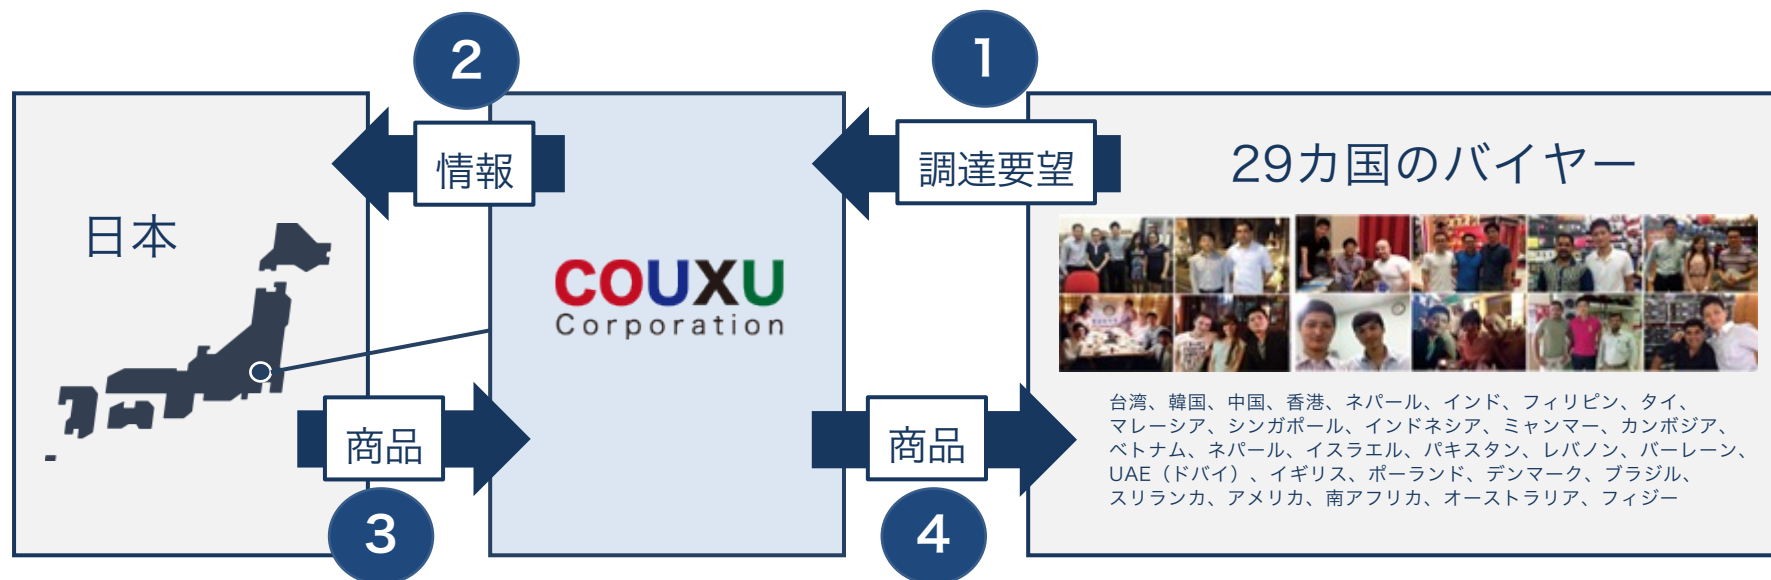 2
1
情報
調達要望
29カ国のバイヤー
日本
COUXU
Corporation
台湾、韓国、中国、香港、ネパール、インド、フィリピン、タイ、
マレーシア、シンガポール、インドネシア、ミャンマー、カンボジア、
ベトナム、ネパール、イスラエル、パキスタン、レバノン、バーレーン、
UAE（ドバイ）、イギリス、ポーランド、デンマーク、ブラジル、
スリランカ、アメリカ、南アフリカ、オーストラリア、フィジー
商品
商品
3
4